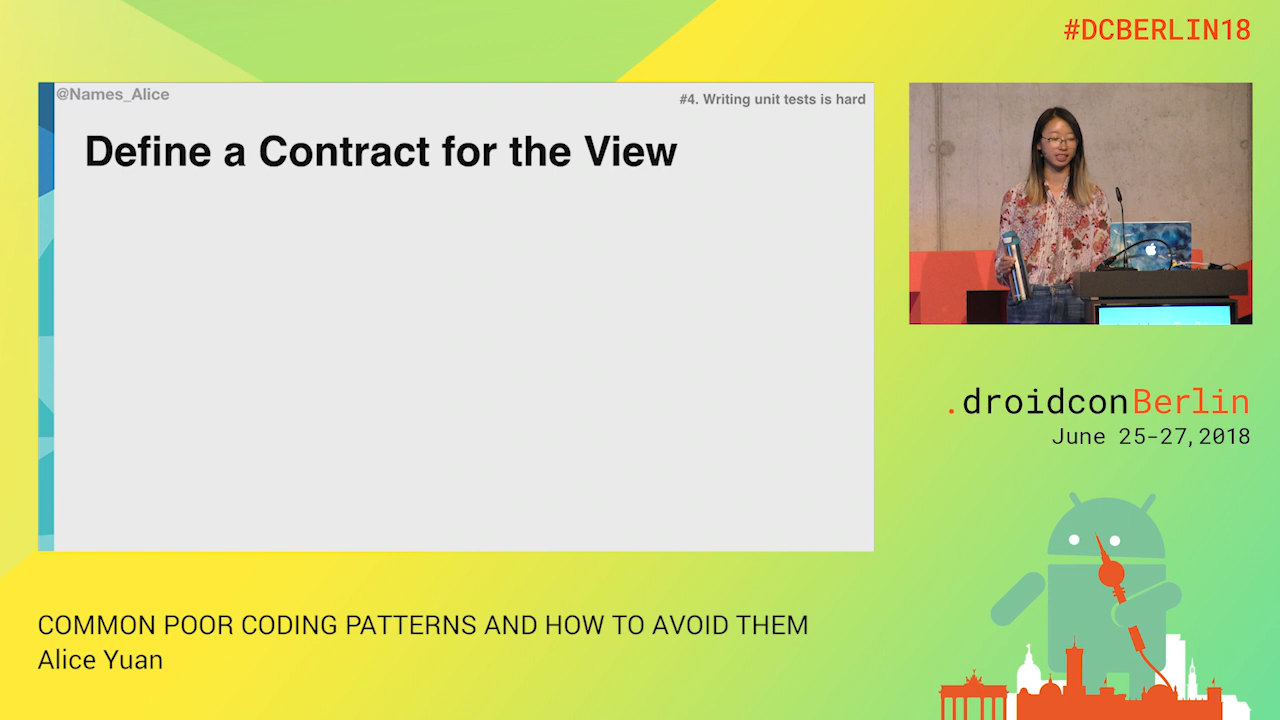 #DCBERLIN18
@Names_Alice
#4. Writing unit tests is hard
Define a Contract for the View
.droidconBerlin
June 25-27,2018
COMMON POOR CODING PATTERNS AND HOW TO AVOID THEM
Alice Yuan